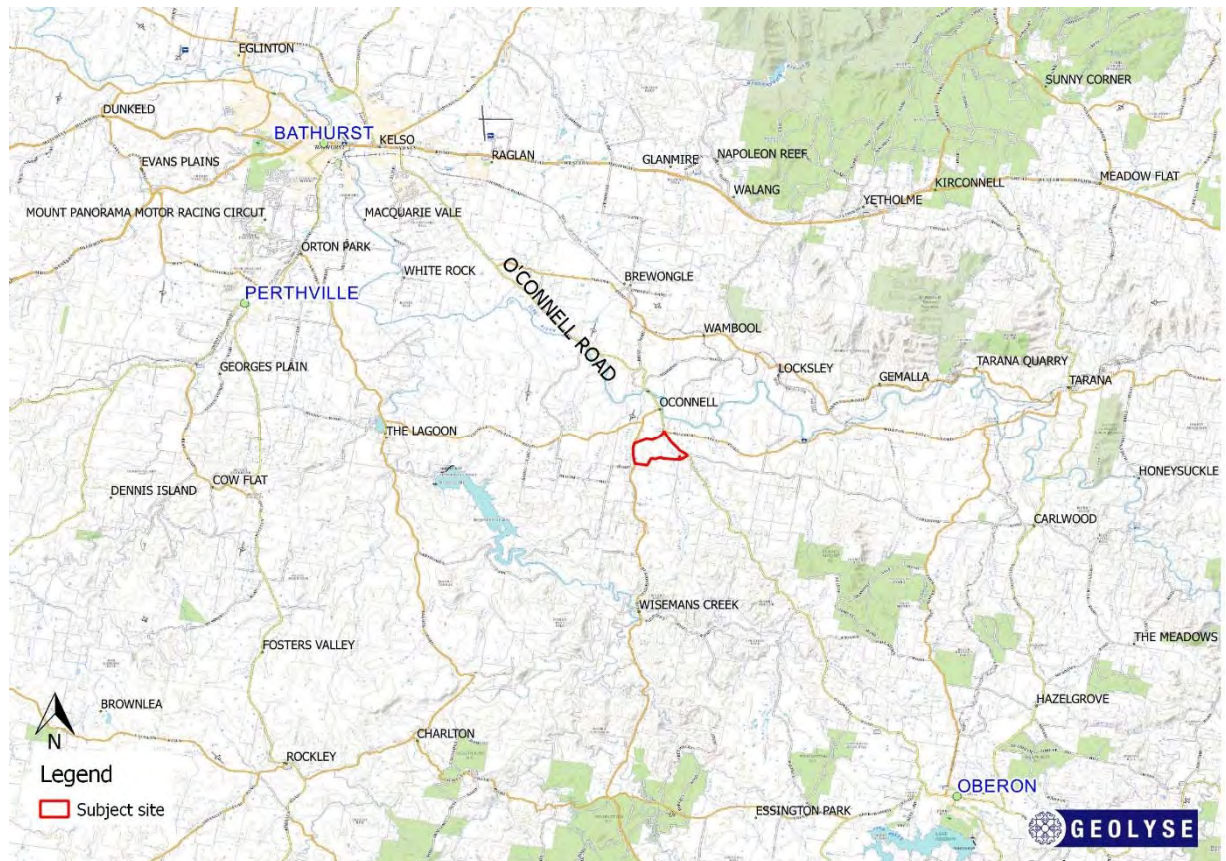 EGLINTON
SUNNY CORNER
DUNKELD
BATHURST
KELSO
RAGLAN
EVANS PLAINS
GLANMIRE
NAPOLEON REEF
MEADOW FLAT
KIRCONNELL
WALANG
YETHOLME
MOUNT PANORAMA MOTOR RACING CIRCUT
MACQUARIE VALE
ORTON PARK
WHITE ROCK
O'CONNELL ROAD
BREWONGLE
PERTHVILLE
WAMBOOL
GEORGES PLAIN
LOCKSLEY
TARANA QUARRY
GEMALLA
TARANA
OCONNELL
THE LAGOON
HONEYSUCKLE
COW FLAT
DENNIS ISLAND
CARLWOOD
WISEMANS CREEK
FOSTERS VALLEY
THE MEADOWS
BROWNLEA
HAZELGROVE
CHARLTON
N
ROCKLEY
Legend
OBERON
Subject site
ESSINGTON PARK
GEOLYSE